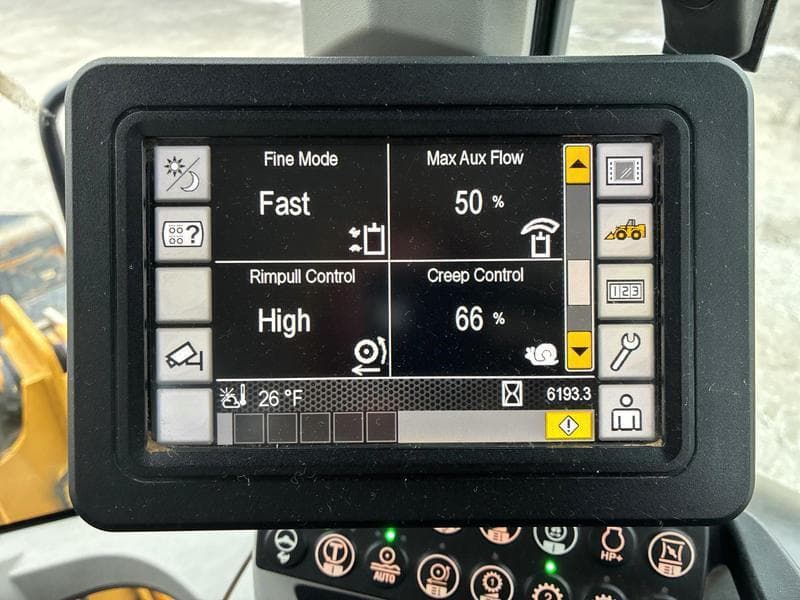 Fine Mode
Fast
Max Aux Flow
50 %
Rimpull Control
High
Creep Control
66 %
26 °F
6193.3
?
123
AUTO
HP+
?